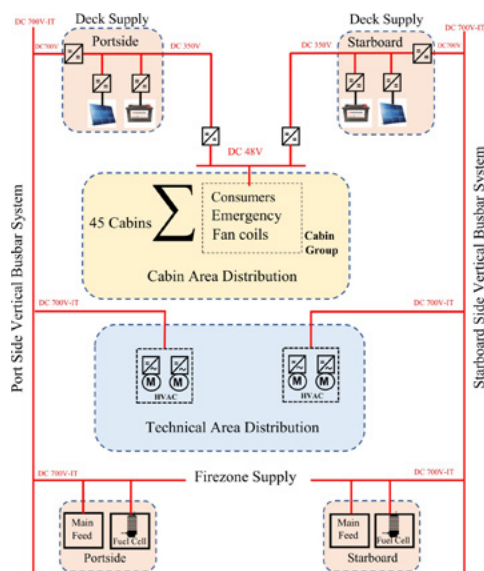 DC 700V-IT
Deck Supply
Deck Supply
DC 700V-IT
DC700V
Portside
DC 350V
DC 350V
Starboard
DC700V
DC 48V
45 Cabins
∑
Consumers
Emergency
Fan coils
Cabin
Group
Cabin Area Distribution
Port Side Vertical Busbar System
Starboard Side Vertical Busbar System
DC 700V-IT
DC 700V-IT
M
M
HVAC
M
M
HVAC
Technical Area Distribution
DC 700V-IT
Firezone Supply
DC 700V-IT
Main
Feed
Fuel Cell
Portside
Main
Feed
Fuel Cell
Starboard